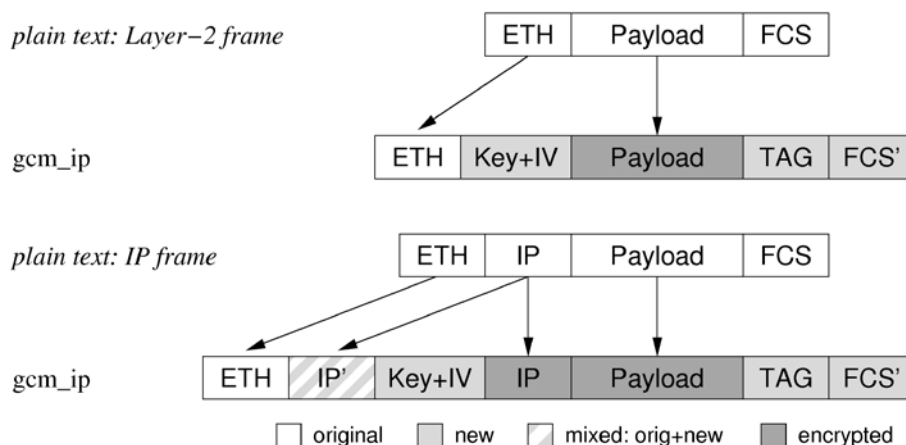 plain text: Layer−2 frame
ETH Payload FCS
gcm_ip
ETH Key+IV Payload TAG FCS'
plain text: IP frame
ETH IP Payload FCS
gcm_ip
ETH IP' Key+IV IP Payload TAG FCS'
original new mixed: orig+new encrypted